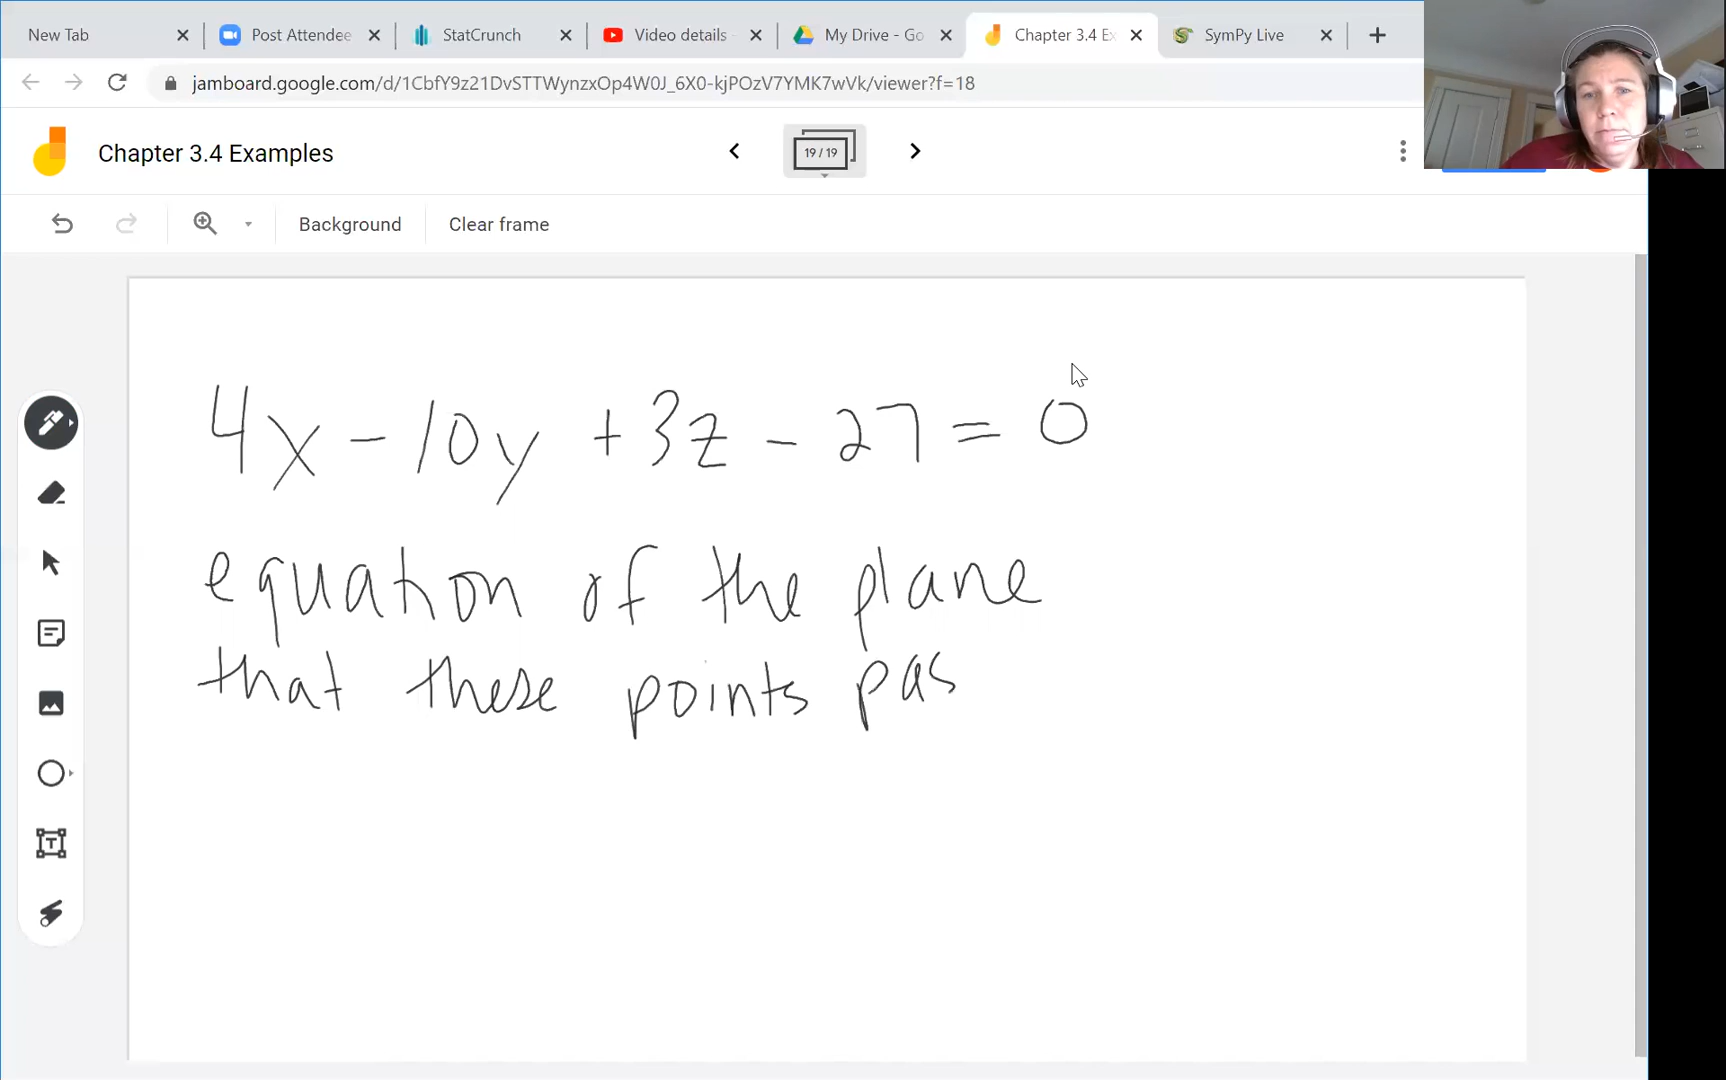 New Tab
Post Attendee
StatCrunch
Video details -
My Drive - Go
Chapter 3.4 Ex
SymPy Live
jamboard.google.com/d/1CbfY9z21DvSTTWynzxOp4W0J_6X0-kjPOzV7YMK7wVk/viewer?f=18
Chapter 3.4 Examples
19 / 19
Background
Clear frame
4x - 10y + 3z - 27 = 0
equation of the plane
that these points pas